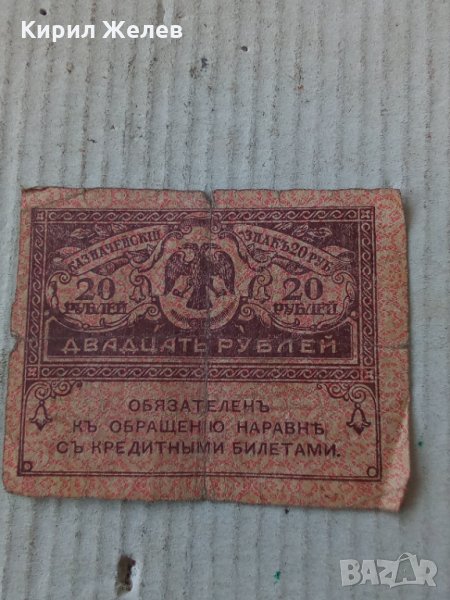 Кирил Желев
КАЗНАЧЕЙСКІЙ ЗНАКЪ 20 РУБ.
20 20
РУБЛЕЙ РУБЛЕЙ
ДВАДЦАТЬ РУБЛЕЙ
ОБЯЗАТЕЛЕНЪ
КЪ ОБРАЩЕНІЮ НАРАВНѢ
СЪ КРЕДИТНЫМИ БИЛЕТАМИ.
BAZAR